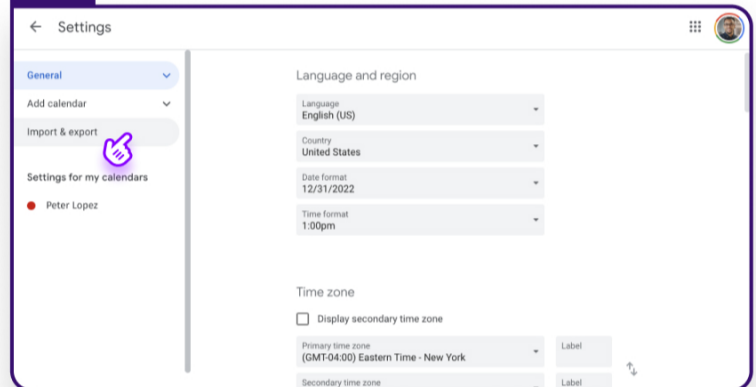 Settings
General
Add calendar
Import & export
Settings for my calendars
Peter Lopez
Language and region
Language
English (US)
Country
United States
Date format
12/31/2022
Time format
1:00pm
Time zone
Display secondary time zone
Primary time zone
(GMT-04:00) Eastern Time - New York
Label
Secondary time zone
Label